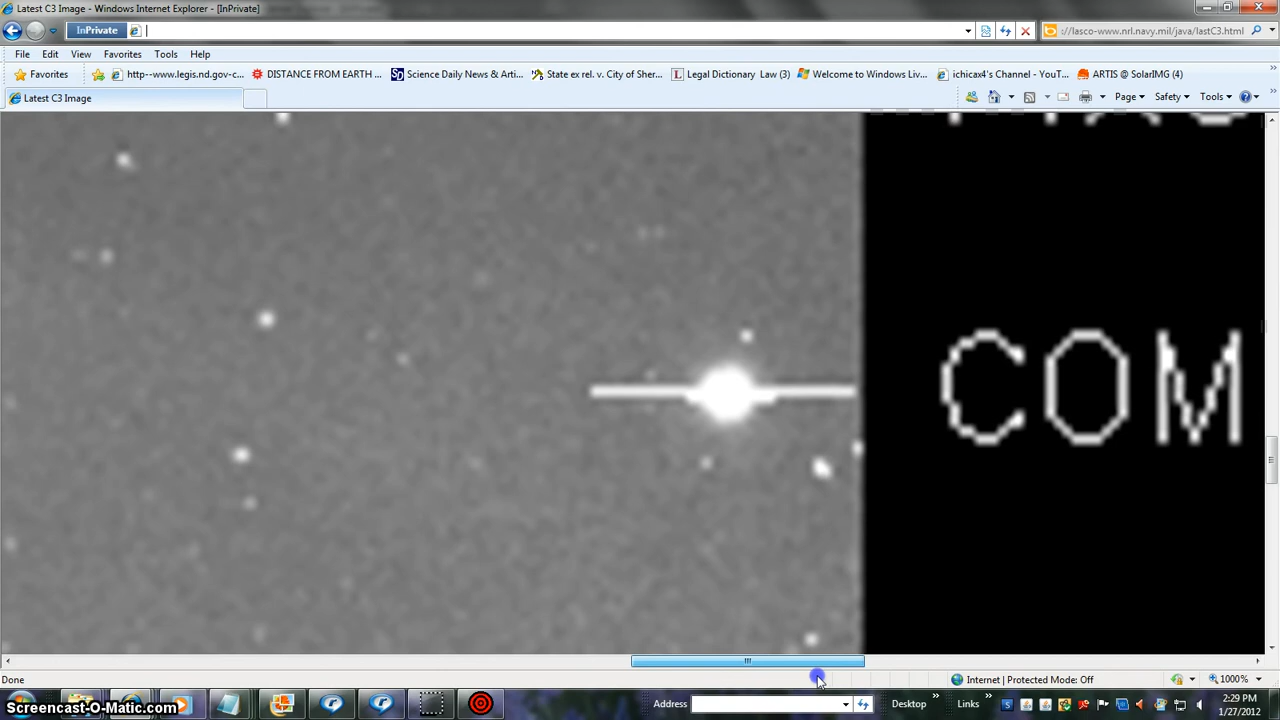 Latest C3 Image - Windows Internet Explorer - [InPrivate]
InPrivate
://lasco-www.nrl.navy.mil/java/lastC3.html
File Edit View Favorites Tools Help
Favorites http--www.legis.nd.gov-c... DISTANCE FROM EARTH ... Science Daily News & Arti... State ex rel. v. City of Sher... Legal Dictionary Law (3) Welcome to Windows Liv... ichicax4's Channel - YouT... ARTIS @ SolarIMG (4)
Latest C3 Image
Page Safety Tools
COM
Done Internet | Protected Mode: Off 1000%
Address Desktop Links 2:29 PM
1/27/2012
Screencast-O-Matic.com